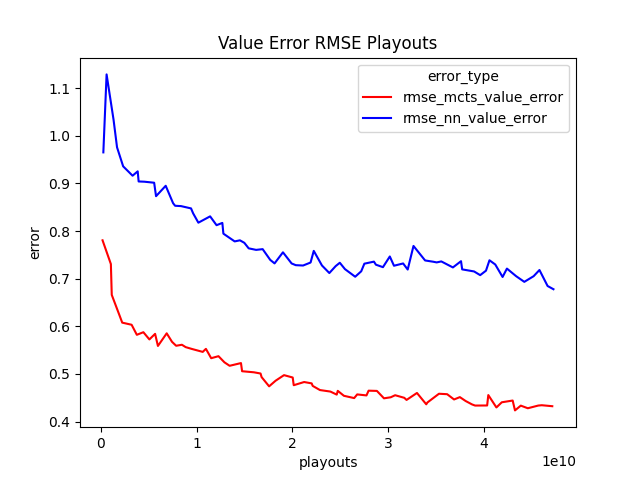 Value Error RMSE Playouts
error_type
rmse_mcts_value_error
rmse_nn_value_error
error
1.1
1.0
0.9
0.8
0.7
0.6
0.5
0.4
0 1 2 3 4
1e10
playouts